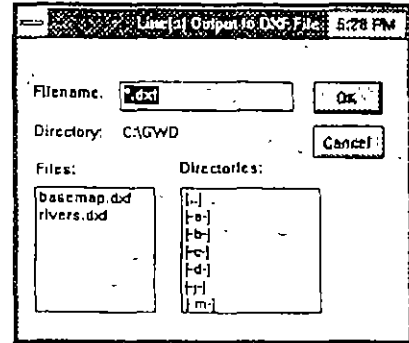 Line(s) Output to DXF File 5:28 PM
Filename: *.dxf OK
Directory: C:\GWD Cancel
Files: Directories:
basemap.dxf [..]
rivers.dxf [-a-]
[-b-]
[-c-]
[-d-]
[-j-]
[-m-]